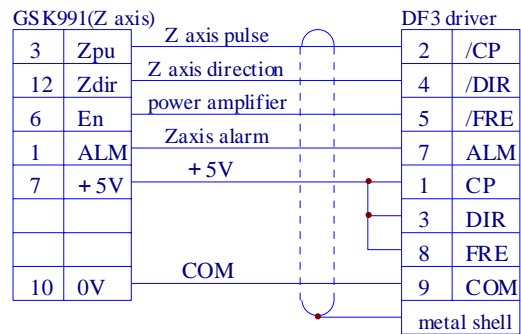 GSK991(Z axis) DF3 driver
3 Zpu Z axis pulse 2 /CP
12 Zdir Z axis direction 4 /DIR
6 En power amplifier 5 /FRE
1 ALM Zaxis alarm 7 ALM
7 +5V +5V 1 CP
3 DIR
8 FRE
10 0V COM 9 COM
metal shell